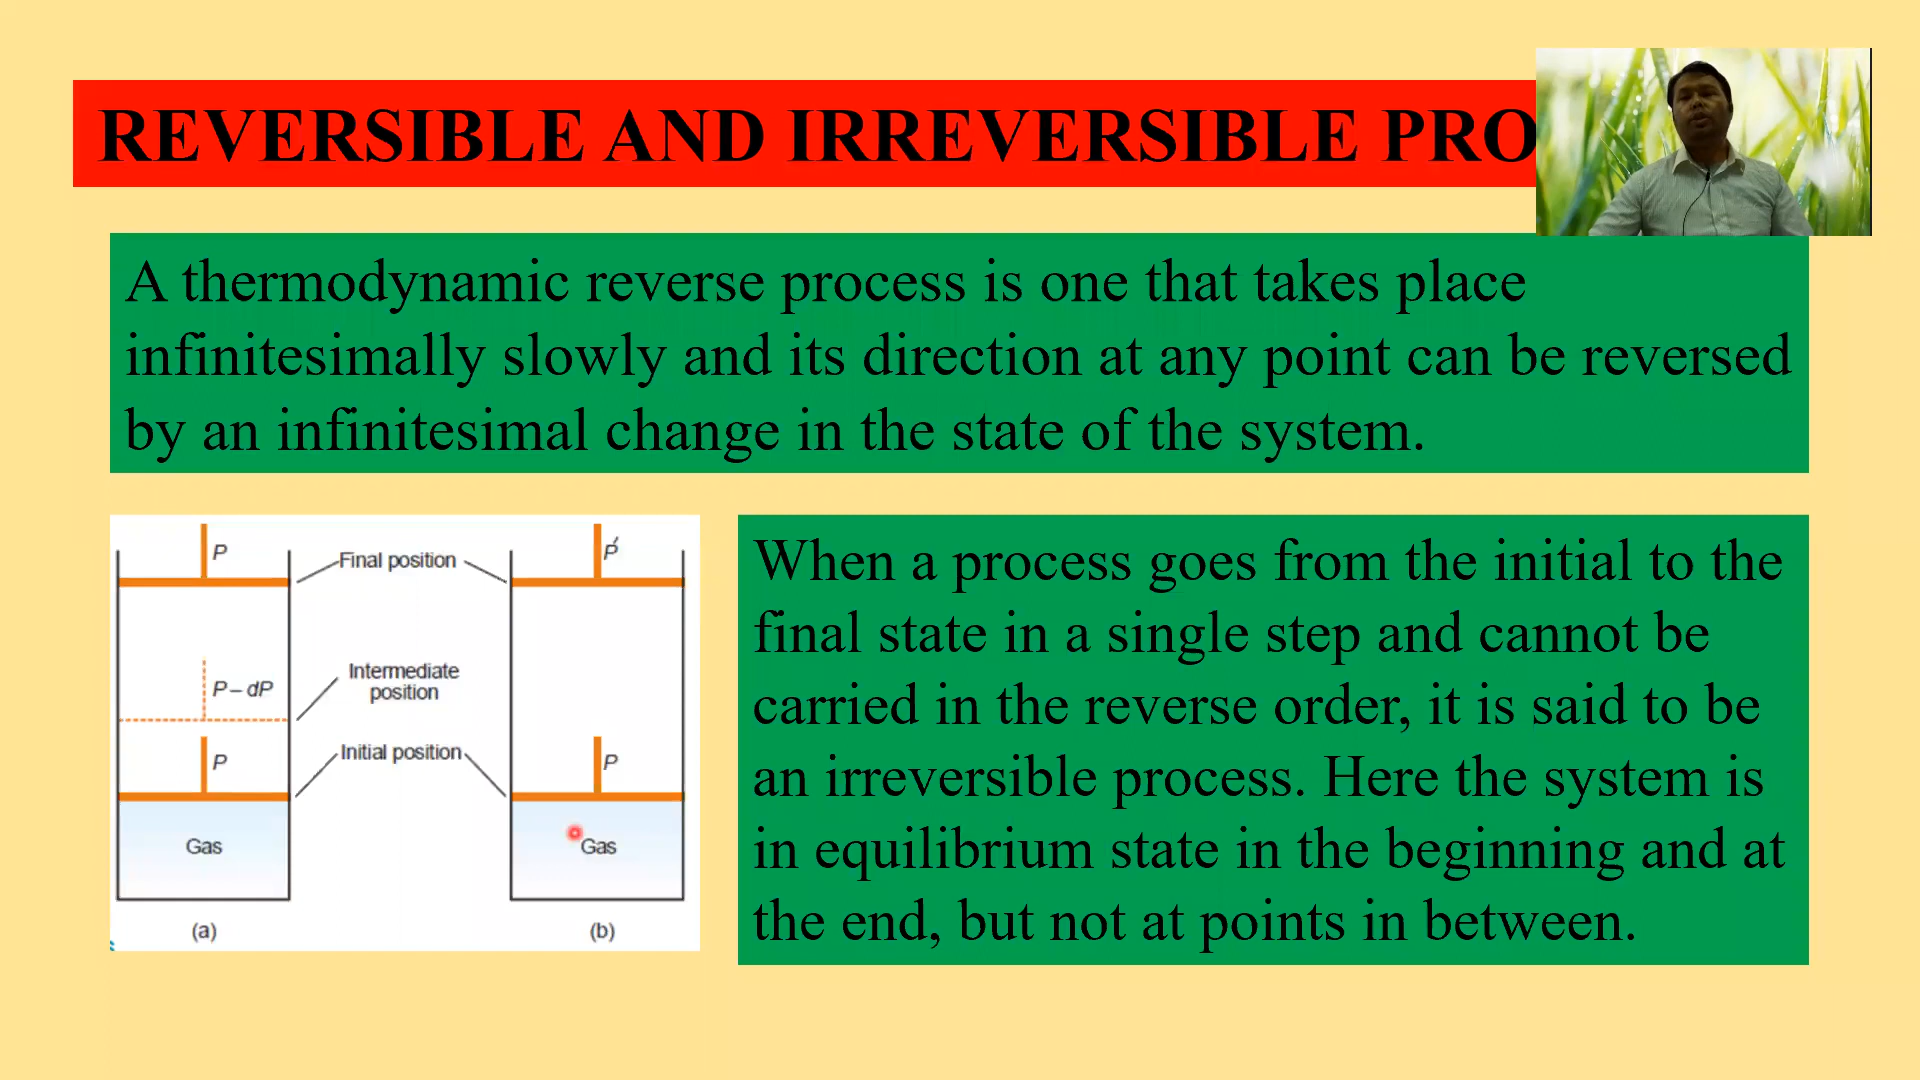 REVERSIBLE AND IRREVERSIBLE PRO
A thermodynamic reverse process is one that takes place
infinitesimally slowly and its direction at any point can be reversed
by an infinitesimal change in the state of the system.
P
Final position
P′
P – dP
Intermediate
position
P
Initial position
P
Gas
Gas
(a)
(b)
When a process goes from the initial to the
final state in a single step and cannot be
carried in the reverse order, it is said to be
an irreversible process. Here the system is
in equilibrium state in the beginning and at
the end, but not at points in between.